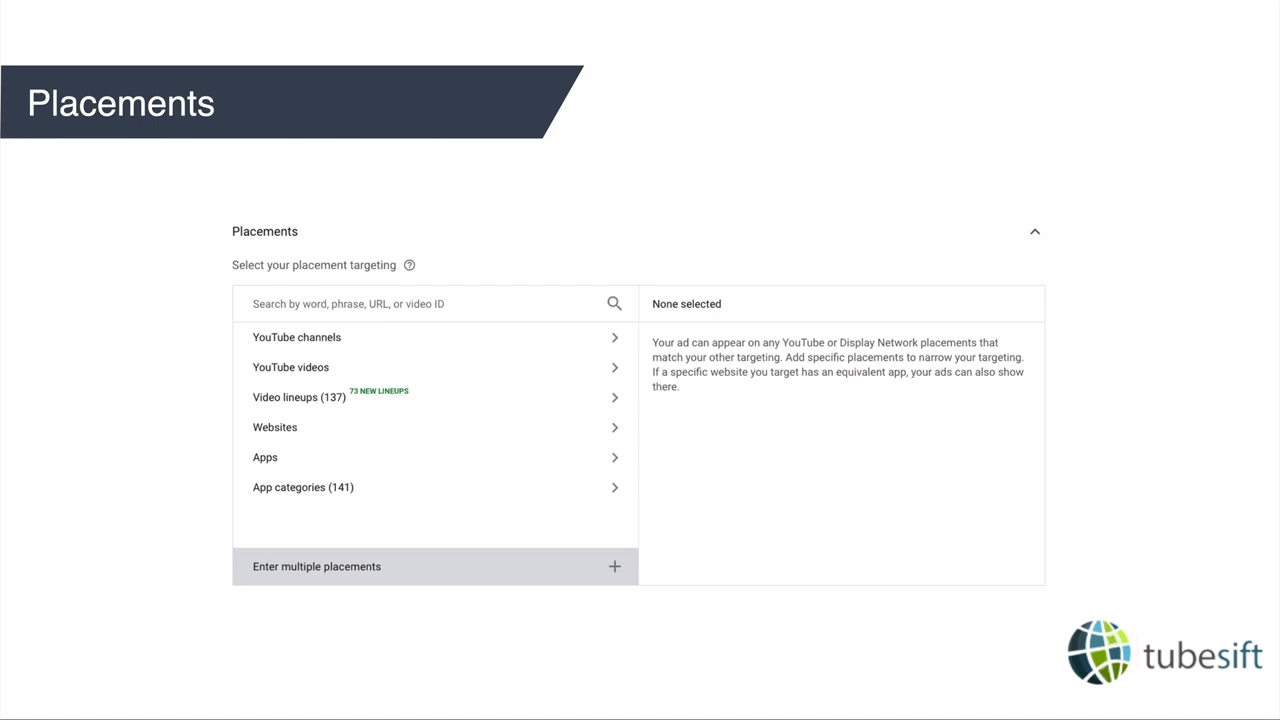 Placements
Placements
Select your placement targeting
Search by word, phrase, URL, or video ID
None selected
YouTube channels
YouTube videos
Video lineups (137) 73 NEW LINEUPS
Websites
Apps
App categories (141)
Enter multiple placements
Your ad can appear on any YouTube or Display Network placements that
match your other targeting. Add specific placements to narrow your targeting.
If a specific website you target has an equivalent app, your ads can also show
there.
tubesift